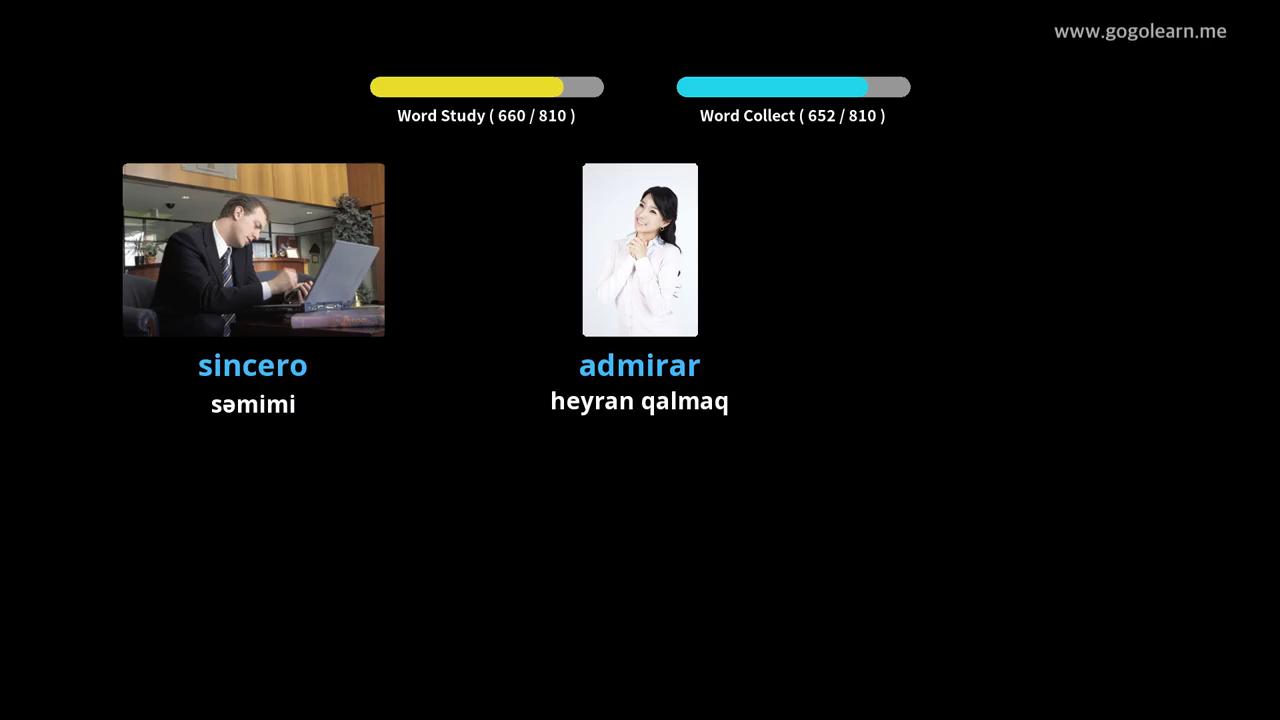 www.gogolearn.me
Word Study ( 660 / 810 )
Word Collect ( 652 / 810 )
sincero
səmimi
admirar
heyran qalmaq